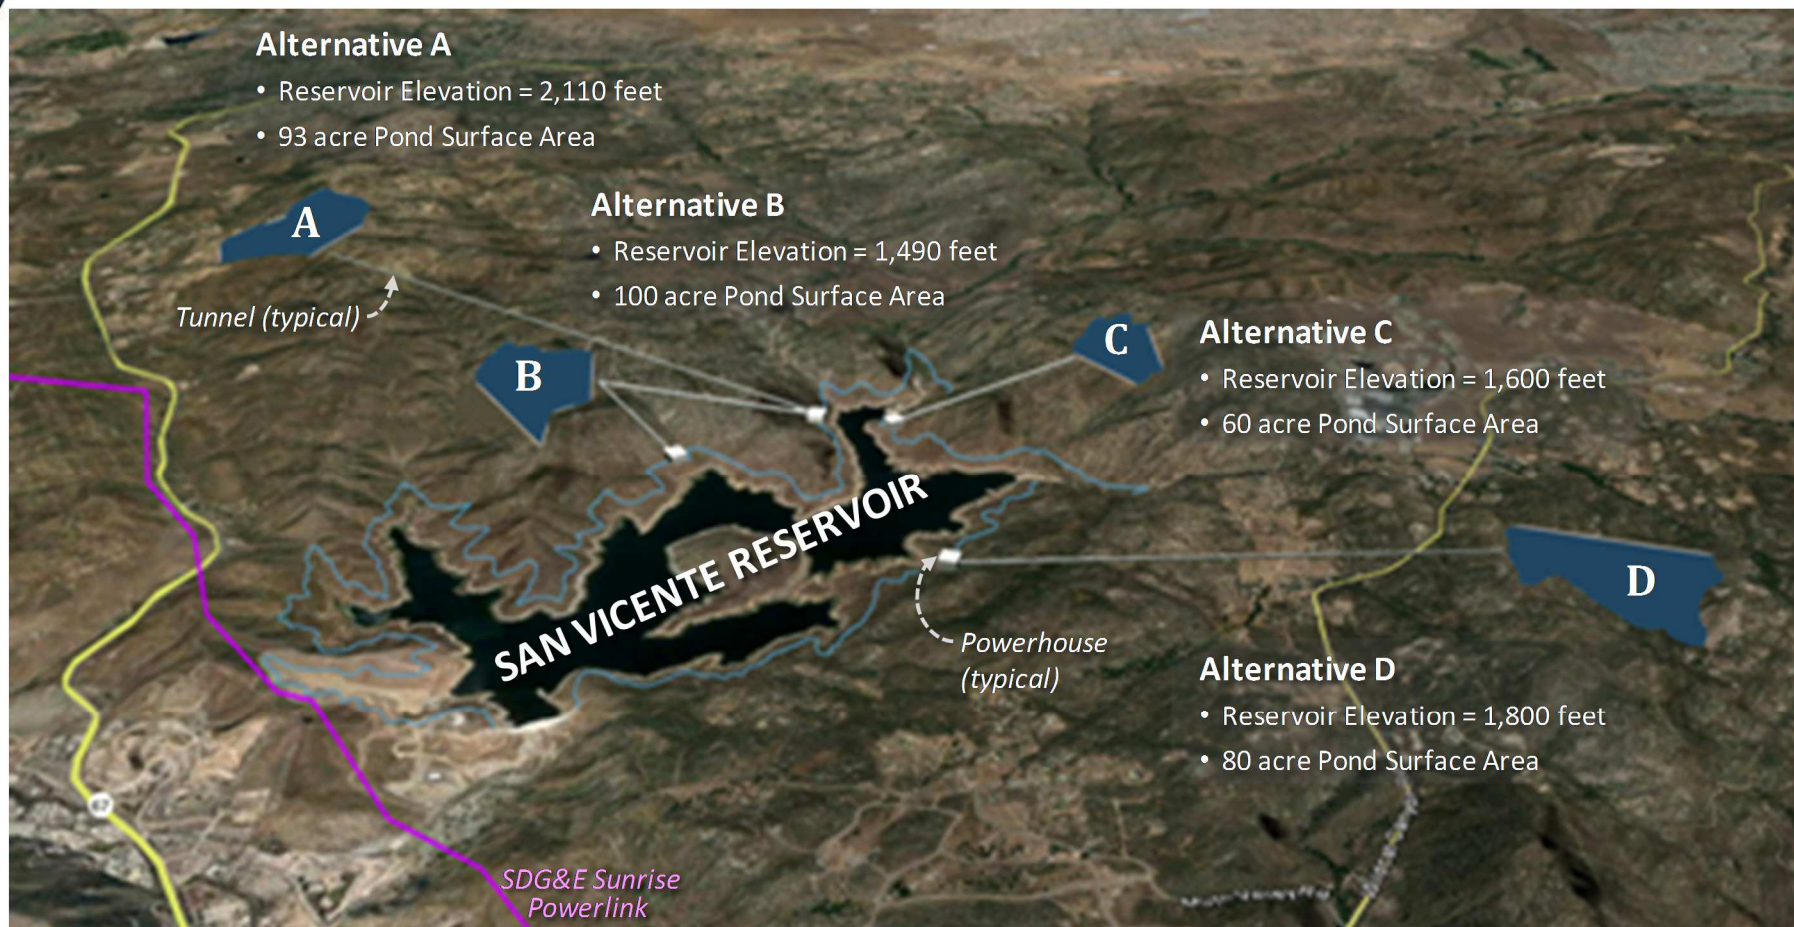 Alternative A
• Reservoir Elevation = 2,110 feet
• 93 acre Pond Surface Area
A
Tunnel (typical)
Alternative B
• Reservoir Elevation = 1,490 feet
• 100 acre Pond Surface Area
B
C
Alternative C
• Reservoir Elevation = 1,600 feet
• 60 acre Pond Surface Area
SAN VICENTE RESERVOIR
D
Powerhouse
(typical)
Alternative D
• Reservoir Elevation = 1,800 feet
• 80 acre Pond Surface Area
67
SDG&E Sunrise
Powerlink